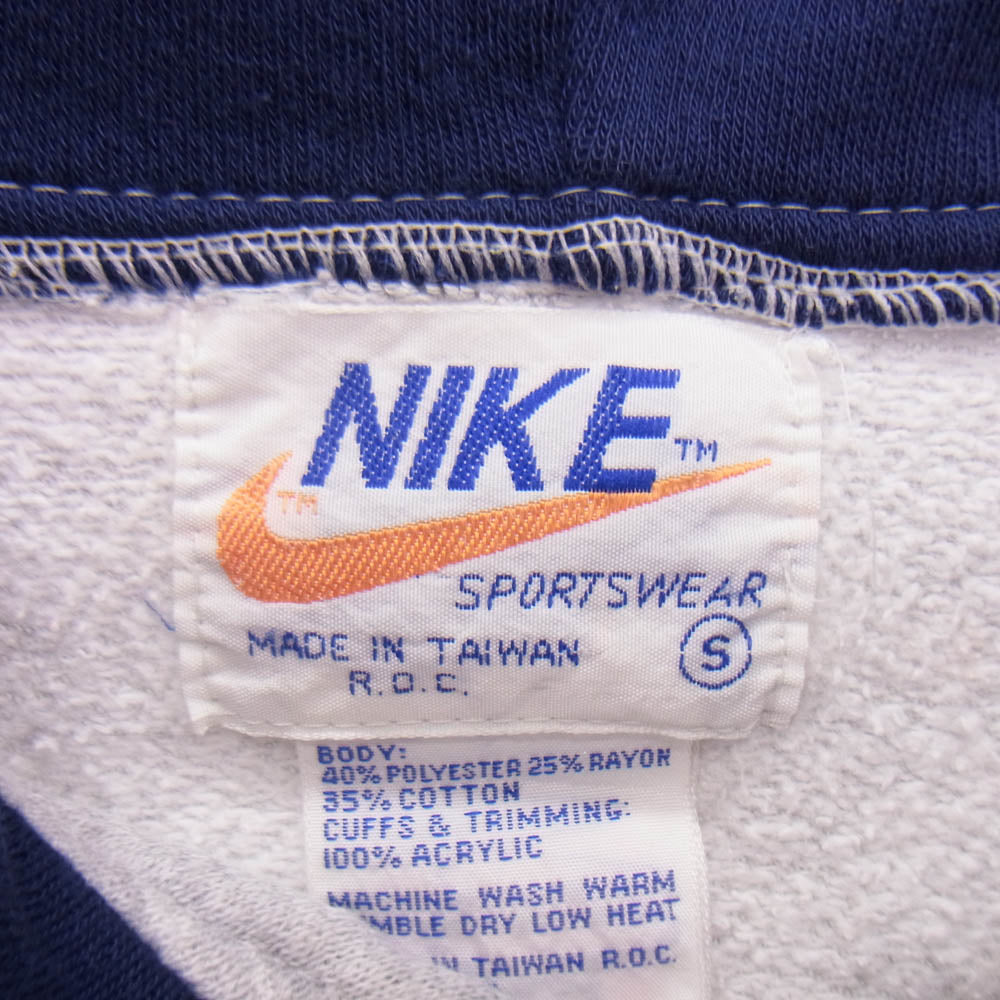 NIKE™
™
SPORTSWEAR
MADE IN TAIWAN
R.O.C.
S
BODY:
40% POLYESTER 25% RAYON
35% COTTON
CUFFS & TRIMMING:
100% ACRYLIC
MACHINE WASH WARM
DRY LOW HEAT
TAIWAN R.O.C.